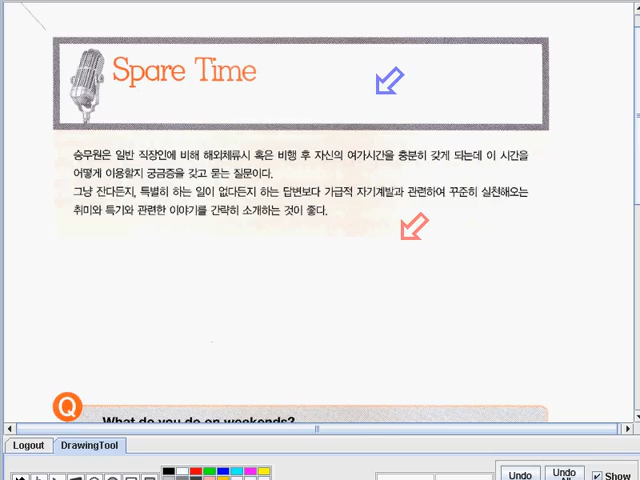 Spare Time
승무원은 일반 직장인에 비해 해외체류시 혹은 비행 후 자신의 여가시간을 충분히 갖게 되는데 이 시간을
어떻게 이용할지 궁금증을 갖고 묻는 질문이다.
그냥 잔다든지, 특별히 하는 일이 없다든지 하는 답변보다 가급적 자기계발과 관련하여 꾸준히 실천해오는
취미와 특기와 관련한 이야기를 간략히 소개하는 것이 좋다.
Q
What do you do on weekends?
Logout DrawingTool
Undo Undo All Show